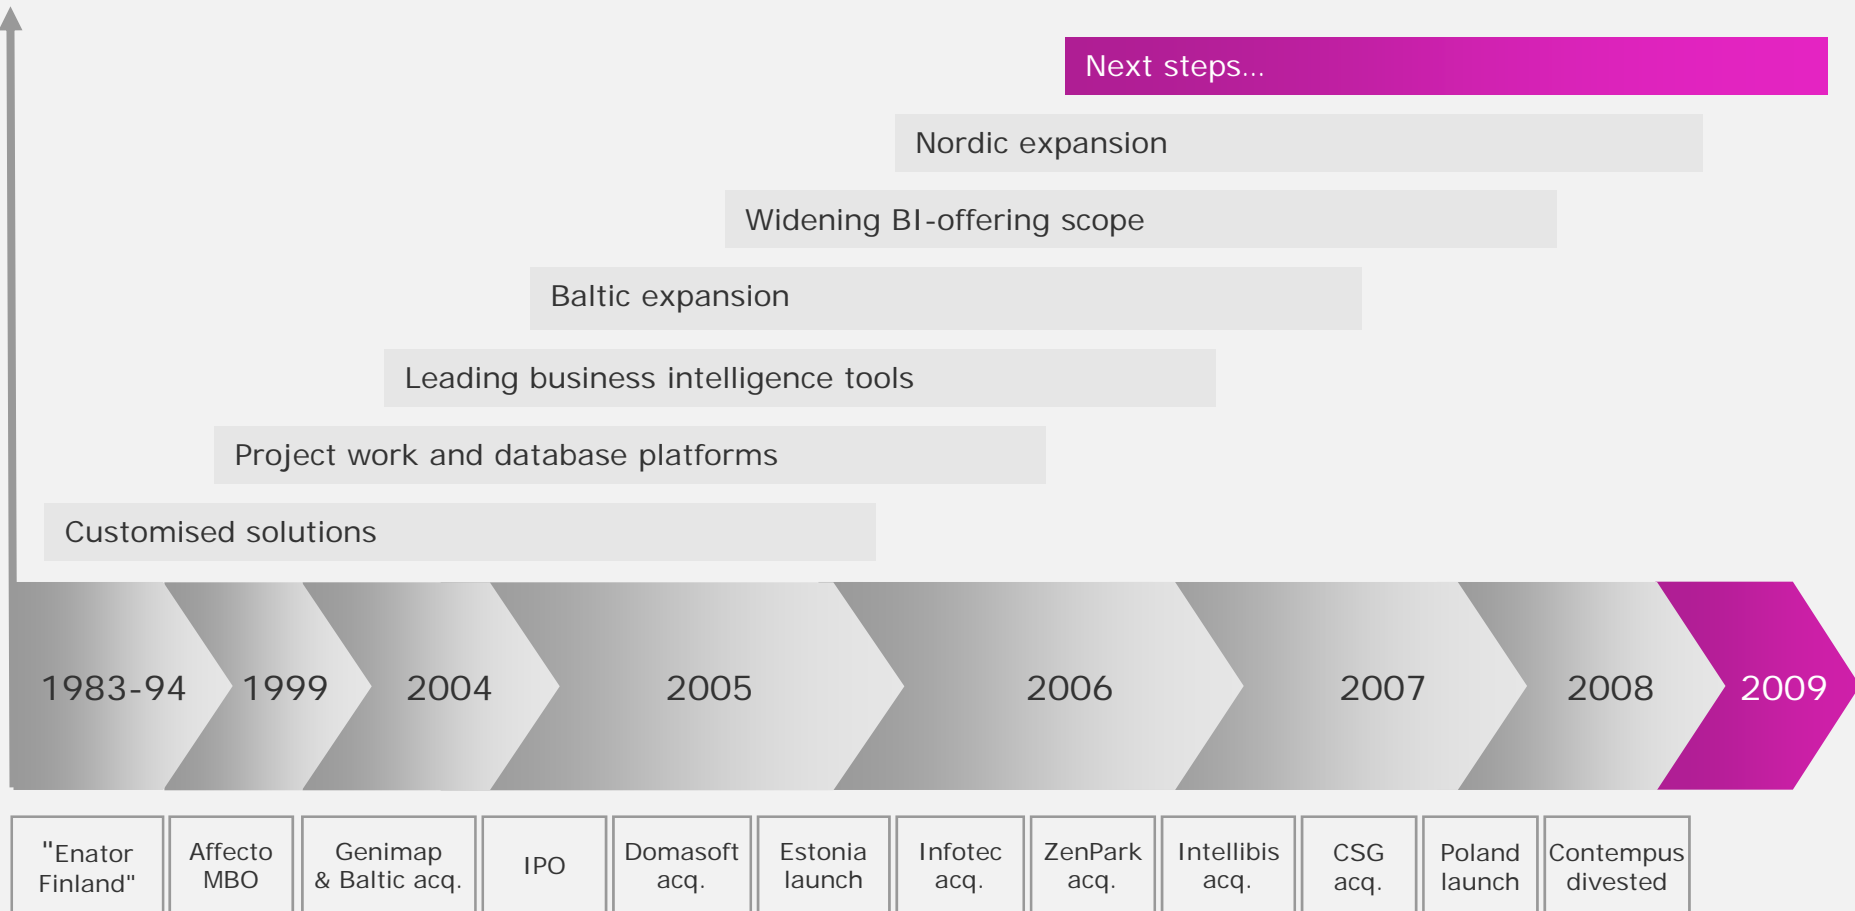 Next steps...
Nordic expansion
Widening BI-offering scope
Baltic expansion
Leading business intelligence tools
Project work and database platforms
Customised solutions
1983-94
1999
2004
2005
2006
2007
2008
2009
"Enator
Finland"
Affecto
MBO
Genimap
& Baltic acq.
IPO
Domasoft
acq.
Estonia
launch
Infotec
acq.
ZenPark
acq.
Intellibis
acq.
CSG
acq.
Poland
launch
Contempus
divested